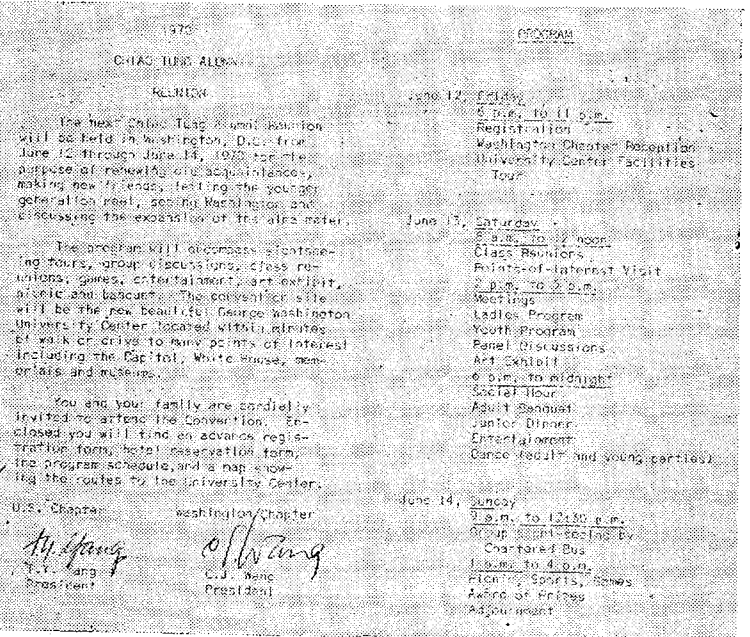 1970
CHIAO TUNG ALUMNI
REUNION
The next Chiao Tung Alumni Reunion
will be held in Washington, D.C. from
June 12 through June 14, 1970 for the
purpose of renewing old acquaintances,
making new friends, letting the younger
generation meet, seeing Washington and
discussing the expansion of the alma mater.
The program will encompass sightsee-
ing tours, group discussions, class re-
unions, games, entertainment, art exhibit,
picnic and banquet. The convention site
will be the new beautiful George Washington
University Center located within minutes
of walk or drive to many points of interest
including the Capitol, White House, mem-
orials and museums.
You and your family are cordially
invited to attend the Convention. En-
closed you will find an advance regis-
tration form, hotel reservation form,
the program schedule,and a map show-
ing the routes to the University Center.
U.S. Chapter
Washington Chapter
President
C.J. Wang
President
PROGRAM
June 12, Friday
6 p.m. to 11 p.m.
Registration
Washington Chapter Reception
University Center Facilities
Tour
June 13, Saturday
8 a.m. to 12 noon
Class Reunions
Points-of-Interest Visit
2 p.m. to 5 p.m.
Meetings
Ladies Program
Youth Program
Panel Discussions
Art Exhibit
6 p.m. to midnight
Social Hour
Adult Banquet
Junior Dinner
Entertainment
Dance (adult and young parties)
June 14, Sunday
9 a.m. to 12:30 p.m.
Group sight-seeing by
Chartered Bus
1 p.m. to 4 p.m.
Picnic, Sports, Games
Award of Prizes
Adjournment